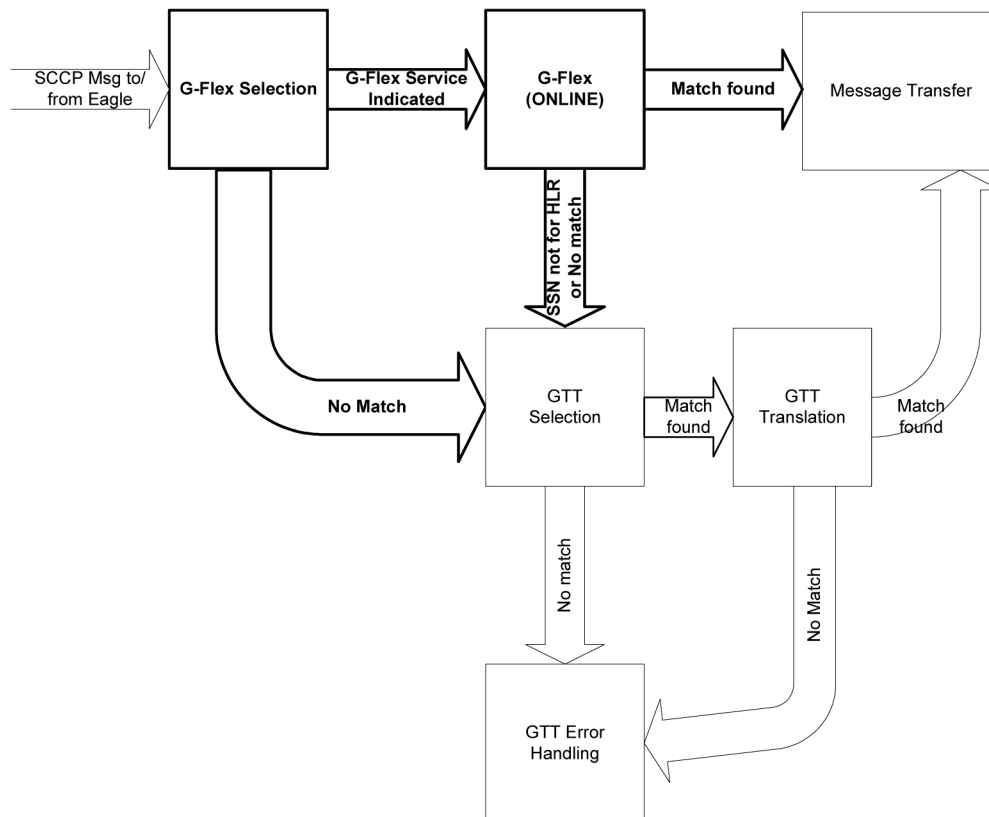 SCCP Msg to/
from Eagle
G-Flex Selection
G-Flex Service
Indicated
G-Flex
(ONLINE)
Match found
Message Transfer
SSN not for HLR
or No match
No Match
GTT
Selection
Match
found
GTT
Translation
Match
found
No match
No Match
GTT Error
Handling